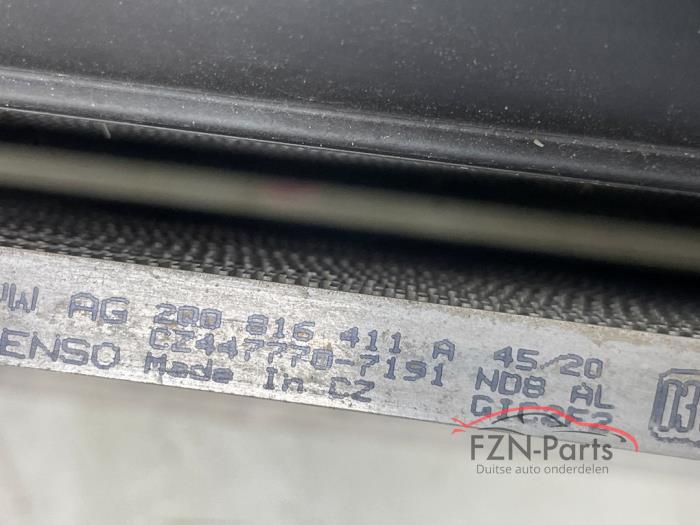 VW AG 2Q0 816 411 A 45/20
DENSO CZ447770-7191 ND8 AL
Made In CZ
FZN-Parts
Duitse auto onderdelen